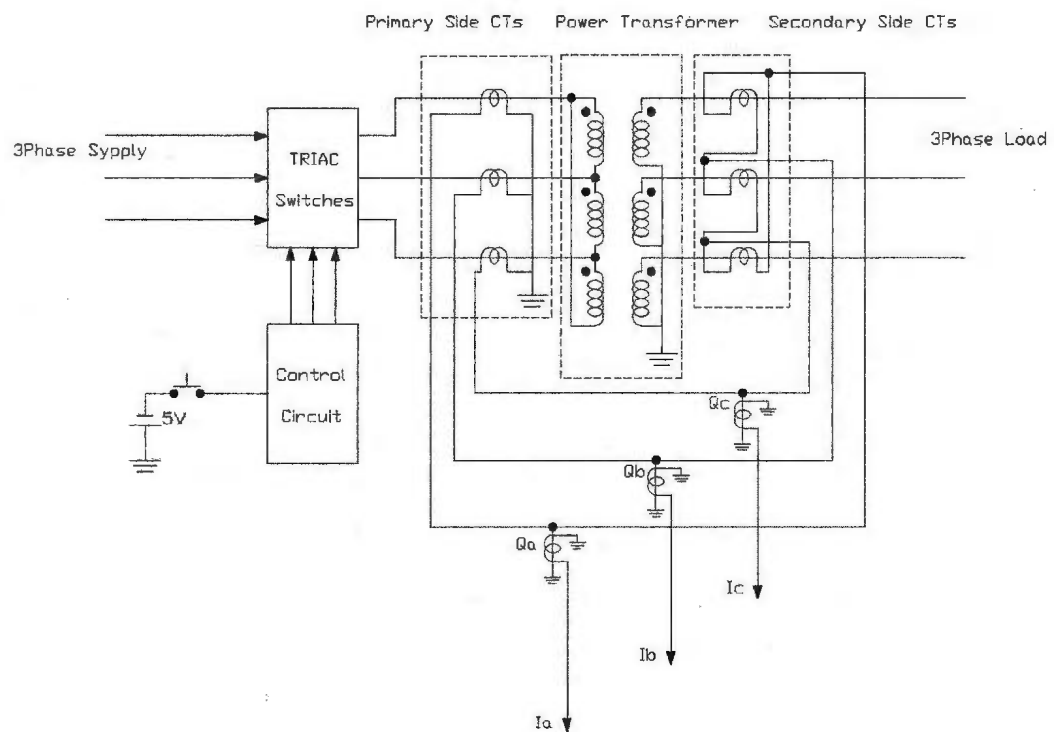 Primary Side CTs Power Transformer Secondary Side CTs
3Phase Sypply
TRIAC
Switches
3Phase Load
Control
Circuit
5V
Qc
Qb
Qa
Ic
Ib
Ia